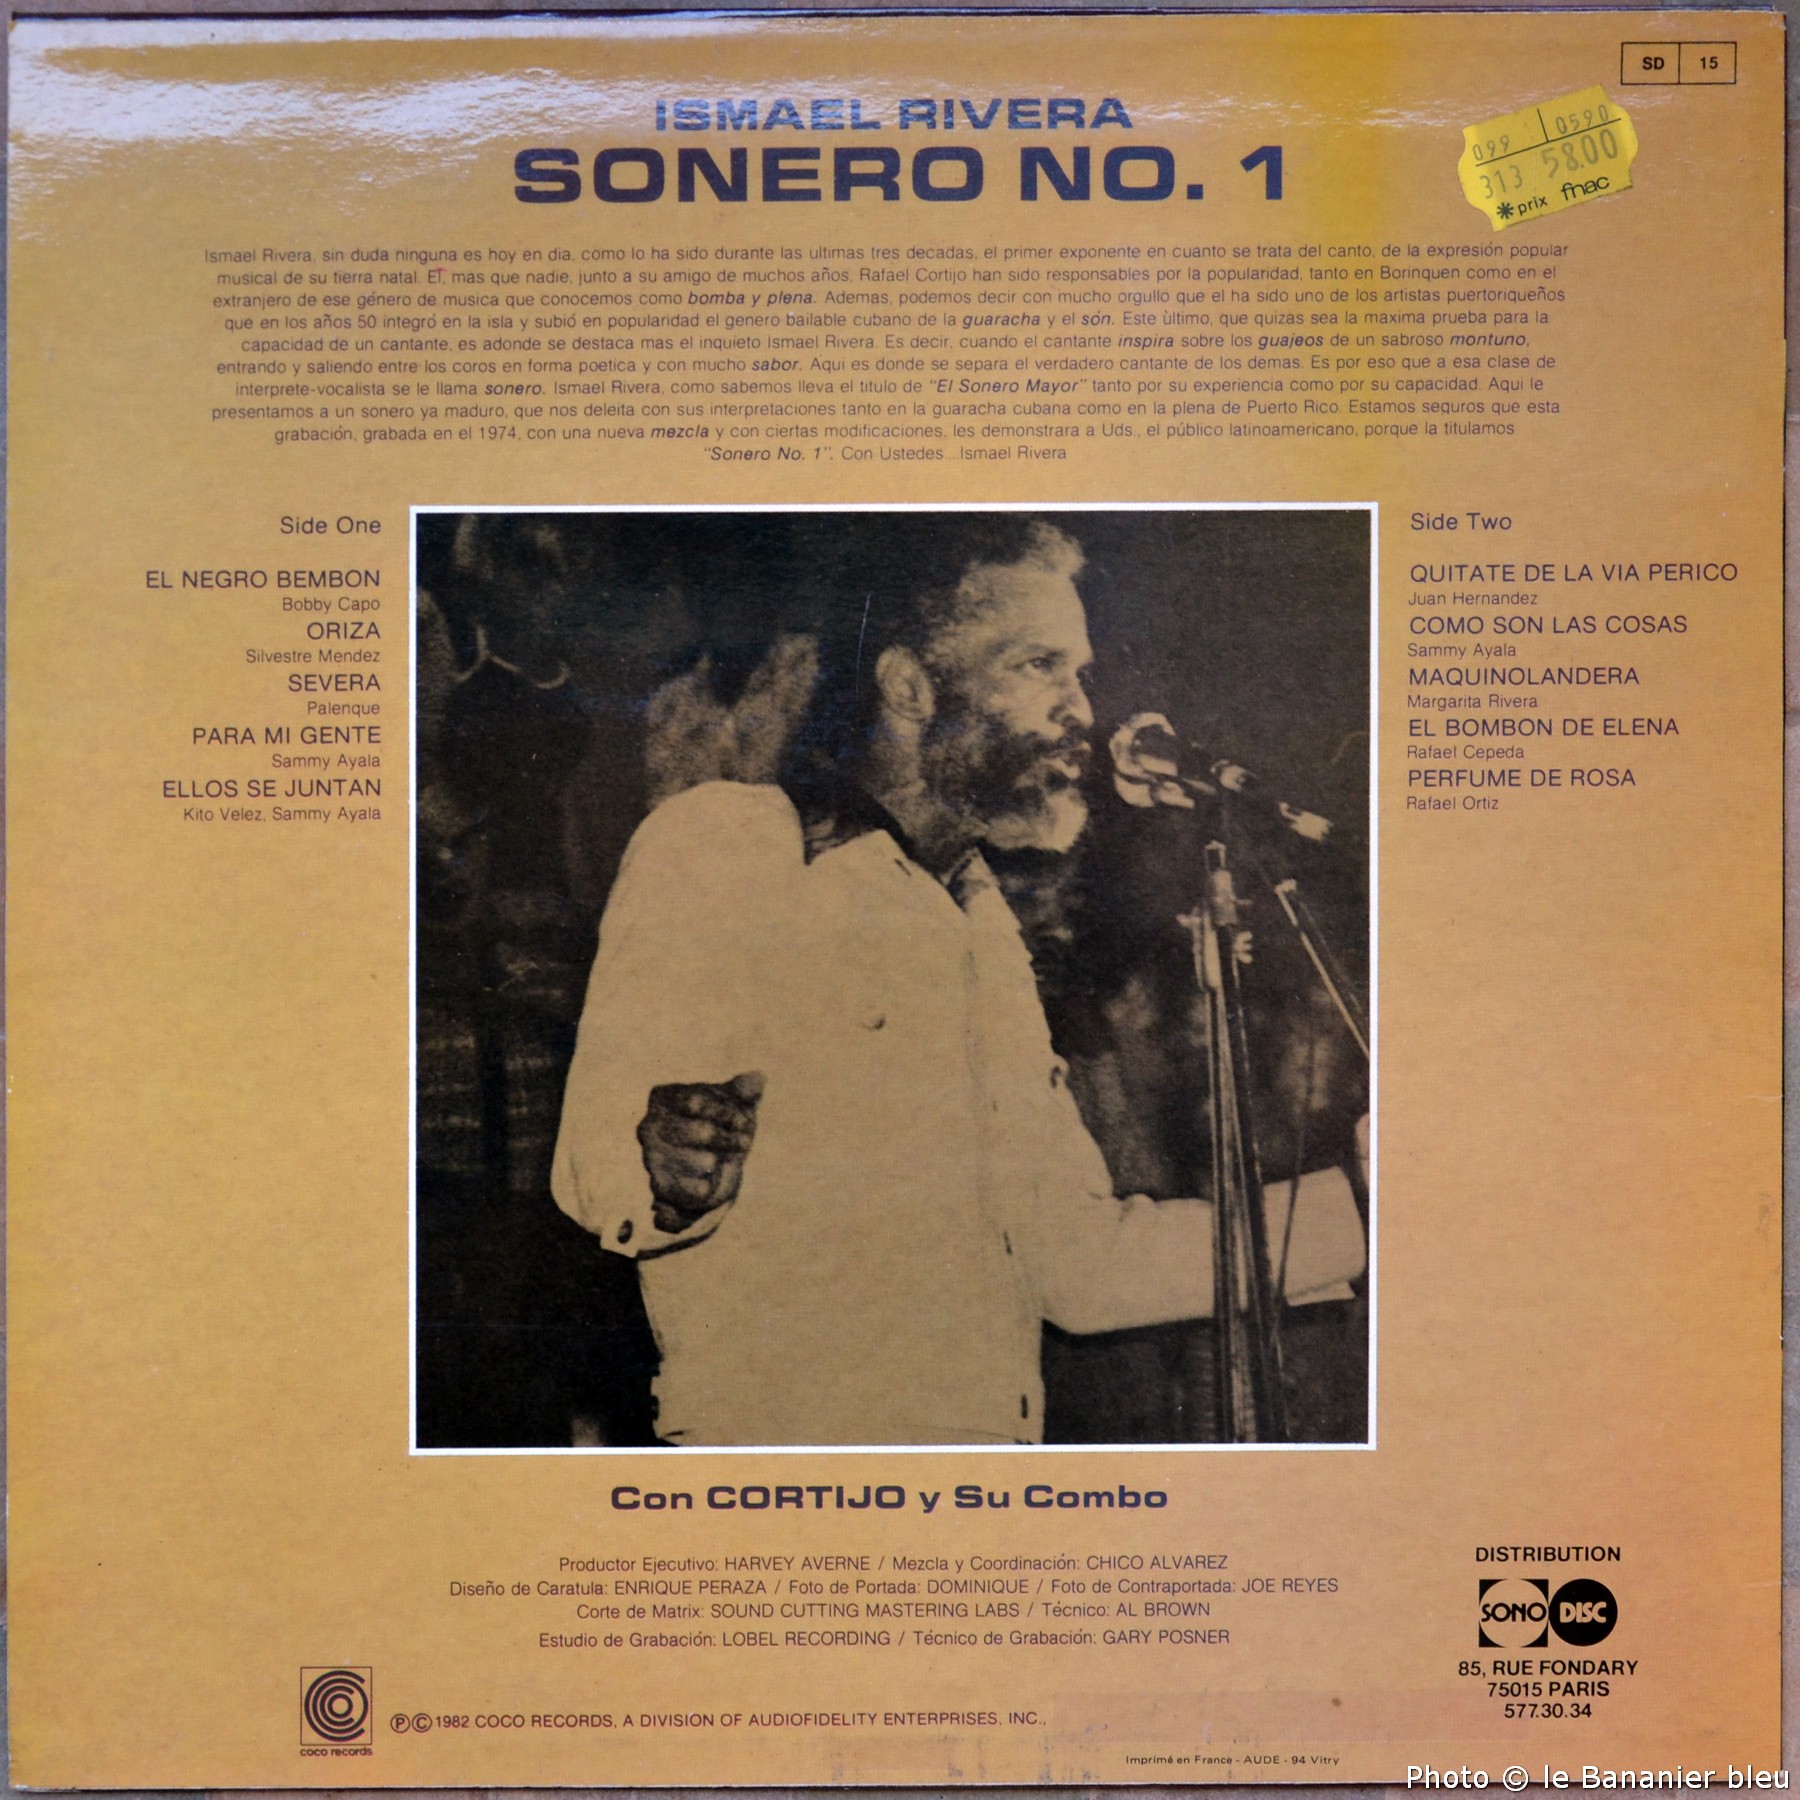 SD 15
ISMAEL RIVERA
SONERO NO. 1
099 0590
313 58.00
*prix fnac
Ismael Rivera, sin duda ninguna es hoy en dia, como lo ha sido durante las ultimas tres decadas, el primer exponente en cuanto se trata del canto, de la expresión popular
musical de su tierra natal. El, mas que nadie, junto a su amigo de muchos años, Rafael Cortijo han sido responsables por la popularidad, tanto en Borinquen como en el
extranjero de ese género de musica que conocemos como bomba y plena. Ademas, podemos decir con mucho orgullo que el ha sido uno de los artistas puertoriqueños
que en los años 50 integró en la isla y subió en popularidad el genero bailable cubano de la guaracha y el són. Este ùltimo, que quizas sea la maxima prueba para la
capacidad de un cantante, es adonde se destaca mas el inquieto Ismael Rivera. Es decir, cuando el cantante inspira sobre los guajeos de un sabroso montuno,
entrando y saliendo entre los coros en forma poetica y con mucho sabor. Aqui es donde se separa el verdadero cantante de los demas. Es por eso que a esa clase de
interprete-vocalista se le llama sonero. Ismael Rivera, como sabemos lleva el titulo de "El Sonero Mayor" tanto por su experiencia como por su capacidad. Aqui le
presentamos a un sonero ya maduro, que nos deleita con sus interpretaciones tanto en la guaracha cubana como en la plena de Puerto Rico. Estamos seguros que esta
grabación, grabada en el 1974, con una nueva mezcla y con ciertas modificaciones, les demonstrara a Uds., el público latinoamericano, porque la titulamos
"Sonero No. 1". Con Ustedes...Ismael Rivera
Side One
EL NEGRO BEMBON
Bobby Capo
ORIZA
Silvestre Mendez
SEVERA
Palenque
PARA MI GENTE
Sammy Ayala
ELLOS SE JUNTAN
Kito Velez, Sammy Ayala
Side Two
QUITATE DE LA VIA PERICO
Juan Hernandez
COMO SON LAS COSAS
Sammy Ayala
MAQUINOLANDERA
Margarita Rivera
EL BOMBON DE ELENA
Rafael Cepeda
PERFUME DE ROSA
Rafael Ortiz
Con CORTIJO y Su Combo
Productor Ejecutivo: HARVEY AVERNE / Mezcla y Coordinación: CHICO ALVAREZ
Diseño de Caratula: ENRIQUE PERAZA / Foto de Portada: DOMINIQUE / Foto de Contraportada: JOE REYES
Corte de Matrix: SOUND CUTTING MASTERING LABS / Técnico: AL BROWN
Estudio de Grabación: LOBEL RECORDING / Técnico de Grabación: GARY POSNER
DISTRIBUTION
SONO DISC
85, RUE FONDARY
75015 PARIS
577.30.34
coco records
ⓅⒸ1982 COCO RECORDS, A DIVISION OF AUDIOFIDELITY ENTERPRISES, INC.,
Imprimé en France - AUDE - 94 Vitry
Photo © le Bananier bleu